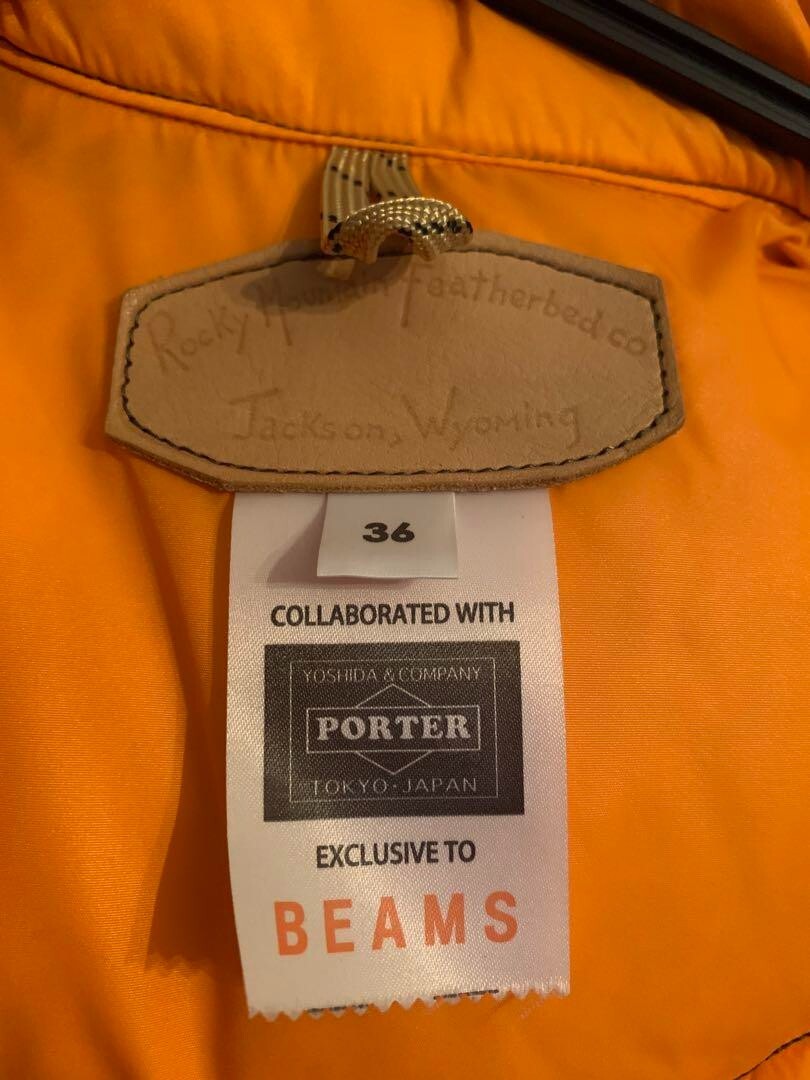 Rocky Mountain Featherbed co
Jackson, Wyoming
36
COLLABORATED WITH
YOSHIDA & COMPANY
PORTER
TOKYO・JAPAN
EXCLUSIVE TO
BEAMS